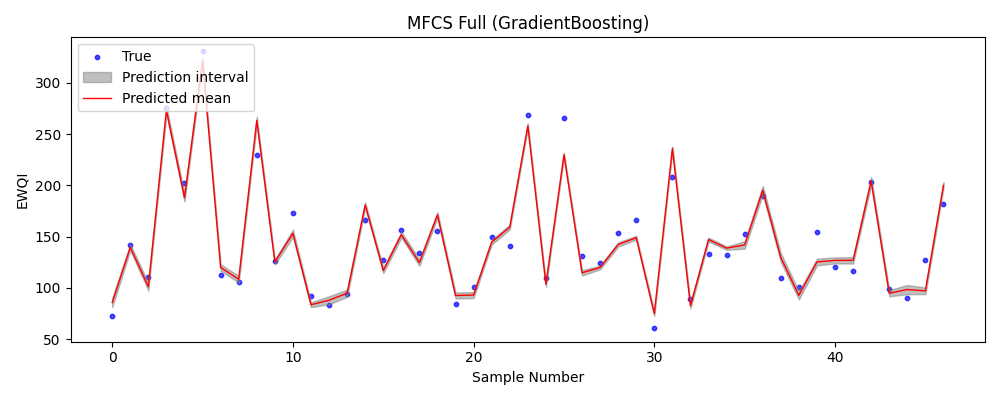 MFCS Full (GradientBoosting)
True
Prediction interval
Predicted mean
EWQI
300
250
200
150
100
50
0
10
20
30
40
Sample Number